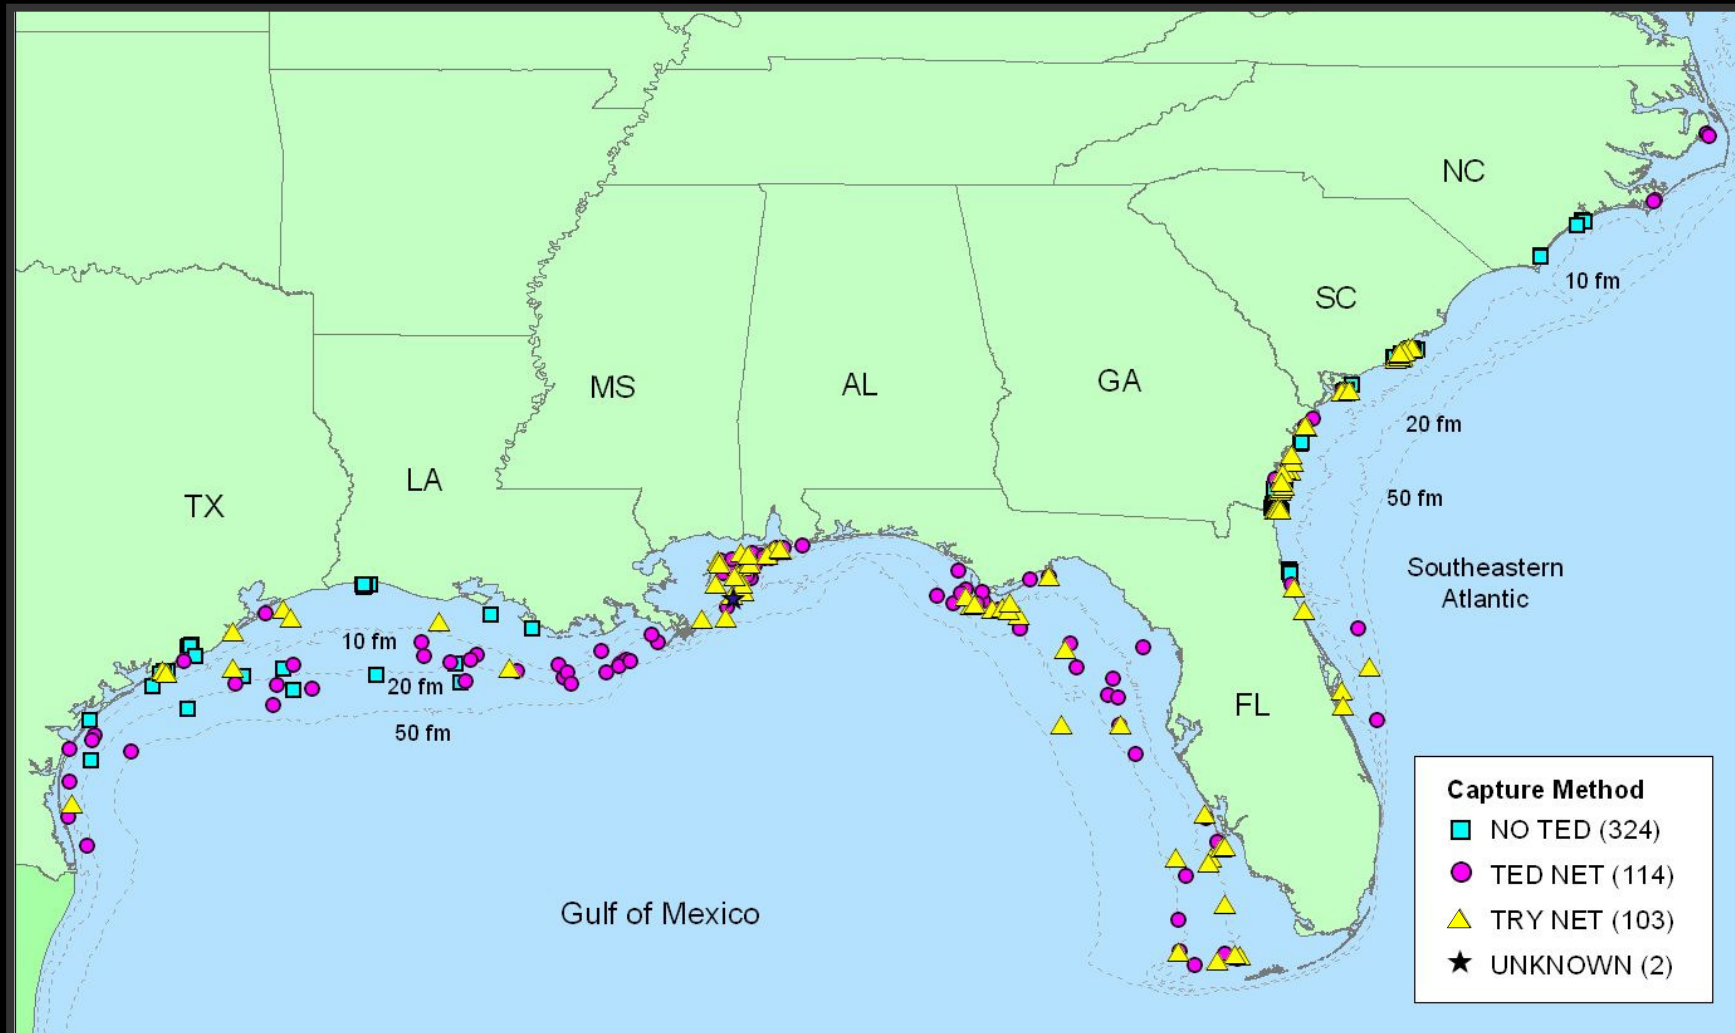 NC
10 fm
SC
MS
AL
GA
20 fm
LA
TX
50 fm
Southeastern
Atlantic
10 fm
20 fm
FL
50 fm
Gulf of Mexico
Capture Method
NO TED (324)
TED NET (114)
TRY NET (103)
UNKNOWN (2)